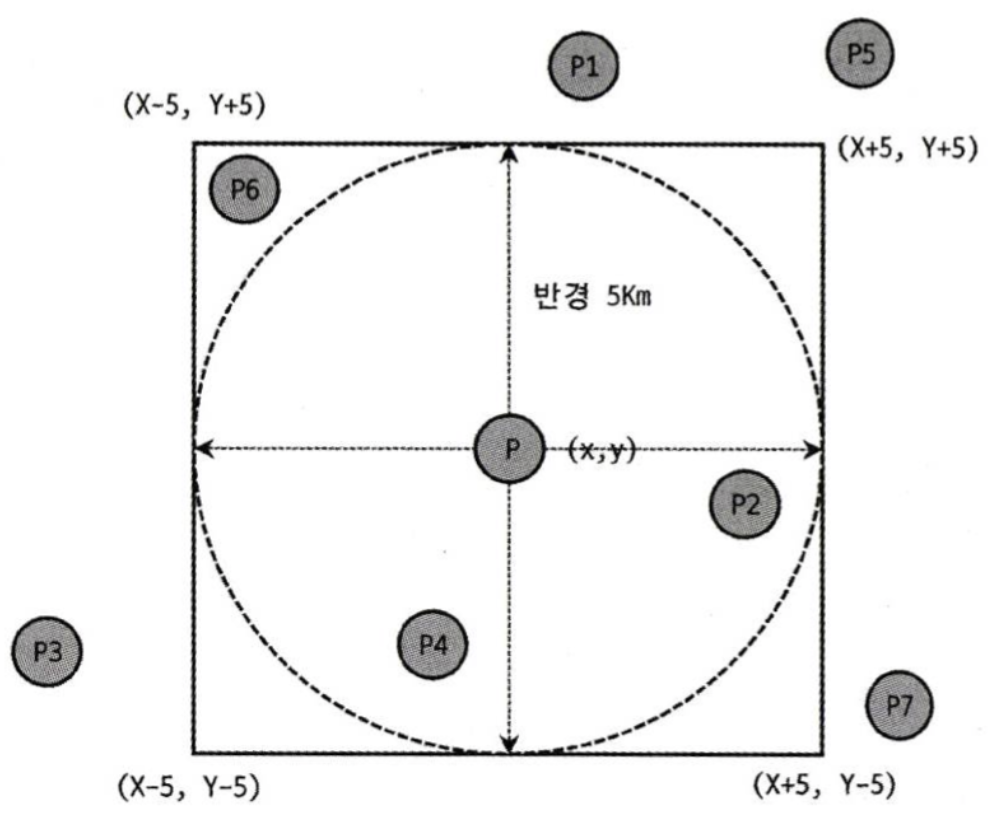 P1
P5
(X-5, Y+5)
(X+5, Y+5)
P6
반경 5Km
P
(x,y)
P2
P4
P3
P7
(X-5, Y-5)
(X+5, Y-5)